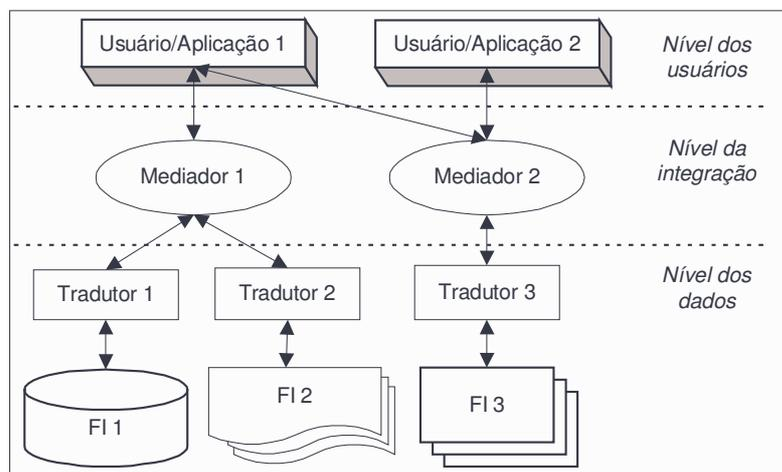 Usuário/Aplicação 1
Usuário/Aplicação 2
Nível dos
usuários
Mediador 1
Mediador 2
Nível da
integração
Tradutor 1
Tradutor 2
Tradutor 3
Nível dos
dados
FI 1
FI 2
FI 3